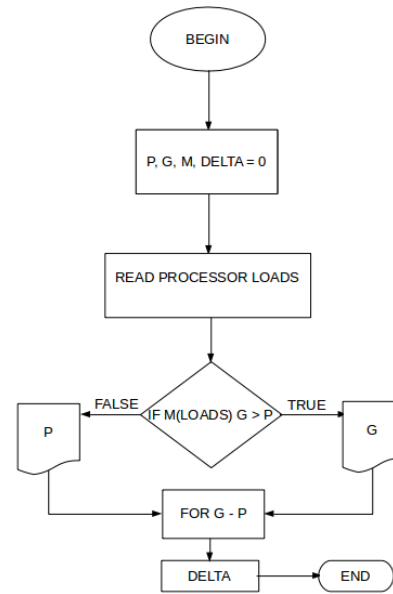 BEGIN
P, G, M, DELTA = 0
READ PROCESSOR LOADS
FALSE
IF M(LOADS) G > P
TRUE
P
G
FOR G - P
DELTA
END